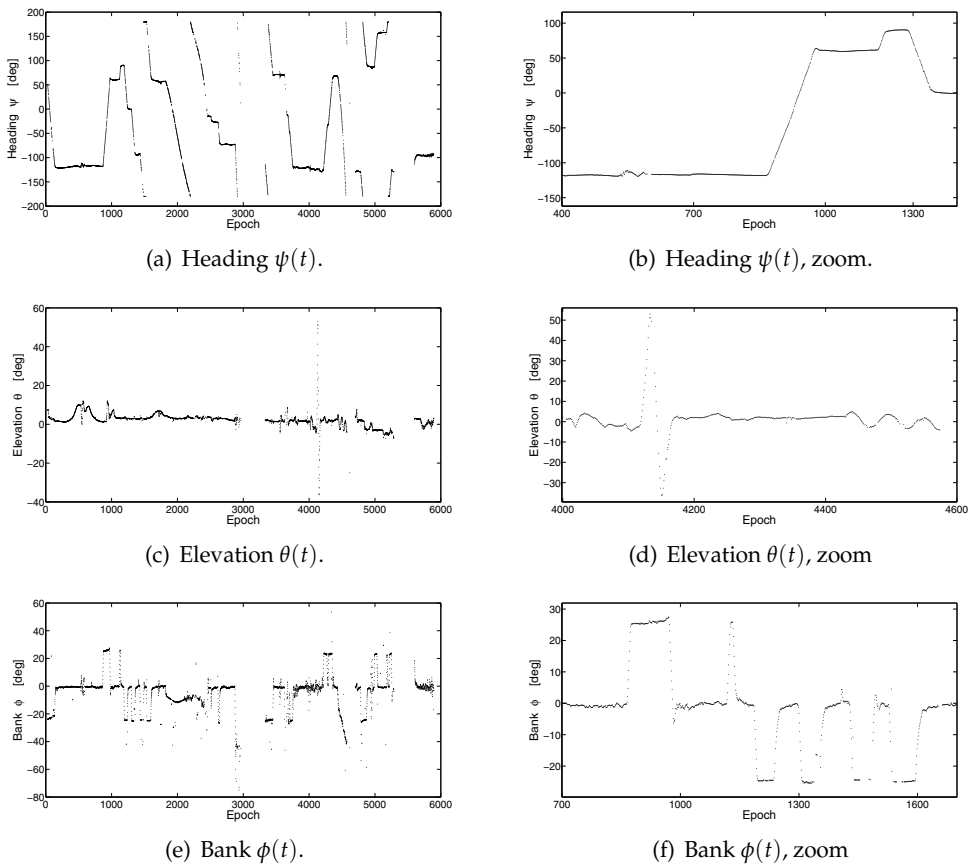 200
150
100
50
0
−50
−100
−150
−200
Heading ψ [deg]
0 1000 2000 3000 4000 5000 6000
Epoch
(a) Heading ψ(t).
50
0
−50
−100
−150
Heading ψ [deg]
400 700 1000 1300
Epoch
(b) Heading ψ(t), zoom.
60
40
20
0
−20
−40
Elevation θ [deg]
0 1000 2000 3000 4000 5000 6000
Epoch
(c) Elevation θ(t).
50
40
30
20
10
0
−10
−20
−30
Elevation θ [deg]
4000 4200 4400 4600
Epoch
(d) Elevation θ(t), zoom
60
40
20
0
−20
−40
−60
−80
Bank ϕ [deg]
0 1000 2000 3000 4000 5000 6000
Epoch
(e) Bank ϕ(t).
30
20
10
0
−10
−20
Bank ϕ [deg]
700 1000 1300 1600
Epoch
(f) Bank ϕ(t), zoom